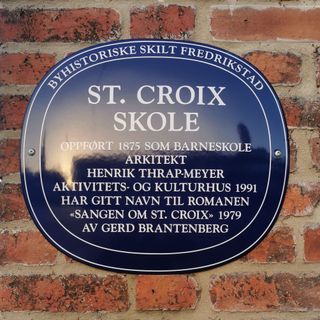 BYHISTORISKE SKILT FREDRIKSTAD
ST. CROIX
SKOLE
OPPFØRT 1875 SOM BARNESKOLE
ARKITEKT
HENRIK THRAP-MEYER
AKTIVITETS- OG KULTURHUS 1991
HAR GITT NAVN TIL ROMANEN
«SANGEN OM ST. CROIX» 1979
AV GERD BRANTENBERG